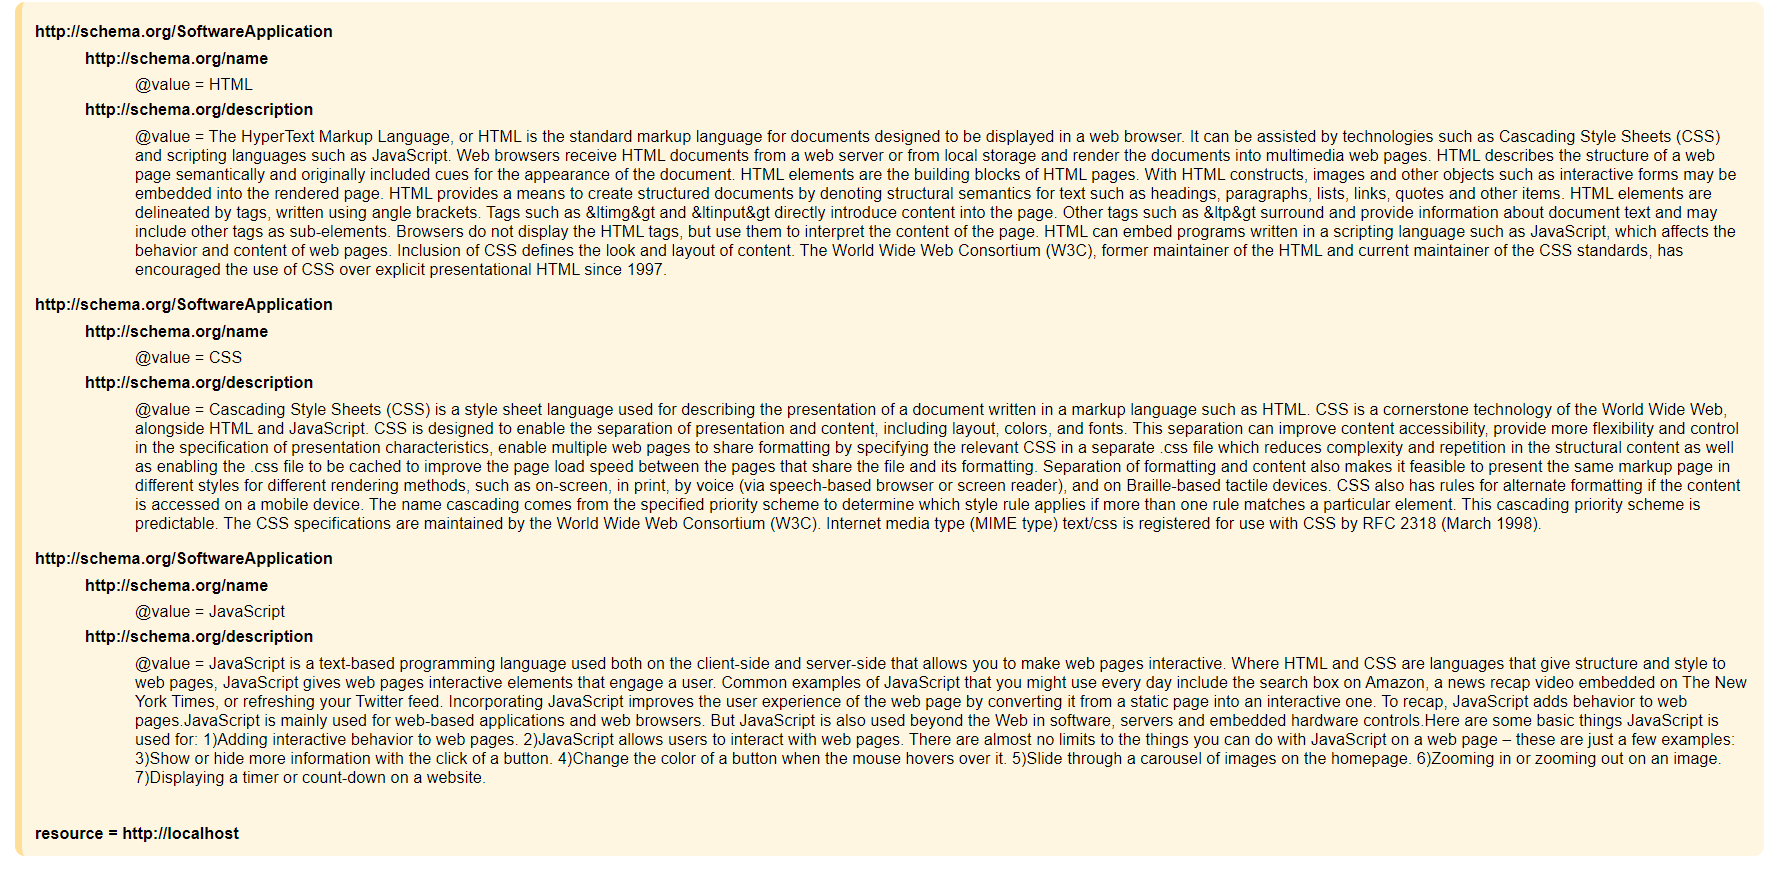 http://schema.org/SoftwareApplication
http://schema.org/name
@value = HTML
http://schema.org/description
@value = The HyperText Markup Language, or HTML is the standard markup language for documents designed to be displayed in a web browser. It can be assisted by technologies such as Cascading Style Sheets (CSS)
and scripting languages such as JavaScript. Web browsers receive HTML documents from a web server or from local storage and render the documents into multimedia web pages. HTML describes the structure of a web
page semantically and originally included cues for the appearance of the document. HTML elements are the building blocks of HTML pages. With HTML constructs, images and other objects such as interactive forms may be
embedded into the rendered page. HTML provides a means to create structured documents by denoting structural semantics for text such as headings, paragraphs, lists, links, quotes and other items. HTML elements are
delineated by tags, written using angle brackets. Tags such as &ltimg&gt and &ltinput&gt directly introduce content into the page. Other tags such as &ltp&gt surround and provide information about document text and may
include other tags as sub-elements. Browsers do not display the HTML tags, but use them to interpret the content of the page. HTML can embed programs written in a scripting language such as JavaScript, which affects the
behavior and content of web pages. Inclusion of CSS defines the look and layout of content. The World Wide Web Consortium (W3C), former maintainer of the HTML and current maintainer of the CSS standards, has
encouraged the use of CSS over explicit presentational HTML since 1997.
http://schema.org/SoftwareApplication
http://schema.org/name
@value = CSS
http://schema.org/description
@value = Cascading Style Sheets (CSS) is a style sheet language used for describing the presentation of a document written in a markup language such as HTML. CSS is a cornerstone technology of the World Wide Web,
alongside HTML and JavaScript. CSS is designed to enable the separation of presentation and content, including layout, colors, and fonts. This separation can improve content accessibility, provide more flexibility and control
in the specification of presentation characteristics, enable multiple web pages to share formatting by specifying the relevant CSS in a separate .css file which reduces complexity and repetition in the structural content as well
as enabling the .css file to be cached to improve the page load speed between the pages that share the file and its formatting. Separation of formatting and content also makes it feasible to present the same markup page in
different styles for different rendering methods, such as on-screen, in print, by voice (via speech-based browser or screen reader), and on Braille-based tactile devices. CSS also has rules for alternate formatting if the content
is accessed on a mobile device. The name cascading comes from the specified priority scheme to determine which style rule applies if more than one rule matches a particular element. This cascading priority scheme is
predictable. The CSS specifications are maintained by the World Wide Web Consortium (W3C). Internet media type (MIME type) text/css is registered for use with CSS by RFC 2318 (March 1998).
http://schema.org/SoftwareApplication
http://schema.org/name
@value = JavaScript
http://schema.org/description
@value = JavaScript is a text-based programming language used both on the client-side and server-side that allows you to make web pages interactive. Where HTML and CSS are languages that give structure and style to
web pages, JavaScript gives web pages interactive elements that engage a user. Common examples of JavaScript that you might use every day include the search box on Amazon, a news recap video embedded on The New
York Times, or refreshing your Twitter feed. Incorporating JavaScript improves the user experience of the web page by converting it from a static page into an interactive one. To recap, JavaScript adds behavior to web
pages.JavaScript is mainly used for web-based applications and web browsers. But JavaScript is also used beyond the Web in software, servers and embedded hardware controls.Here are some basic things JavaScript is
used for: 1)Adding interactive behavior to web pages. 2)JavaScript allows users to interact with web pages. There are almost no limits to the things you can do with JavaScript on a web page – these are just a few examples:
3)Show or hide more information with the click of a button. 4)Change the color of a button when the mouse hovers over it. 5)Slide through a carousel of images on the homepage. 6)Zooming in or zooming out on an image.
7)Displaying a timer or count-down on a website.
resource = http://localhost